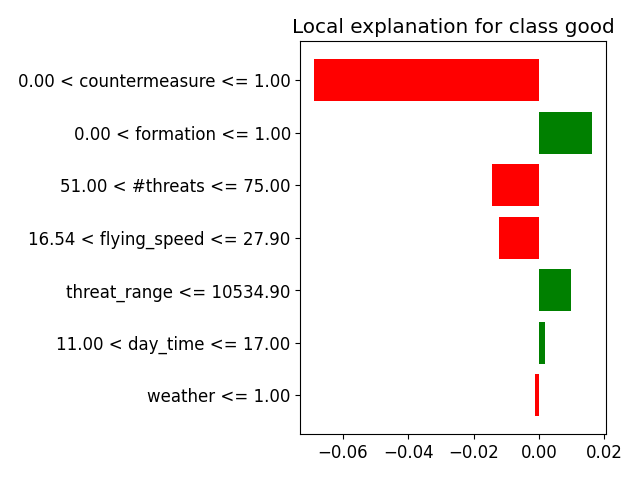 Local explanation for class good
0.00 < countermeasure <= 1.00
0.00 < formation <= 1.00
51.00 < #threats <= 75.00
16.54 < flying_speed <= 27.90
threat_range <= 10534.90
11.00 < day_time <= 17.00
weather <= 1.00
−0.06 −0.04 −0.02 0.00 0.02